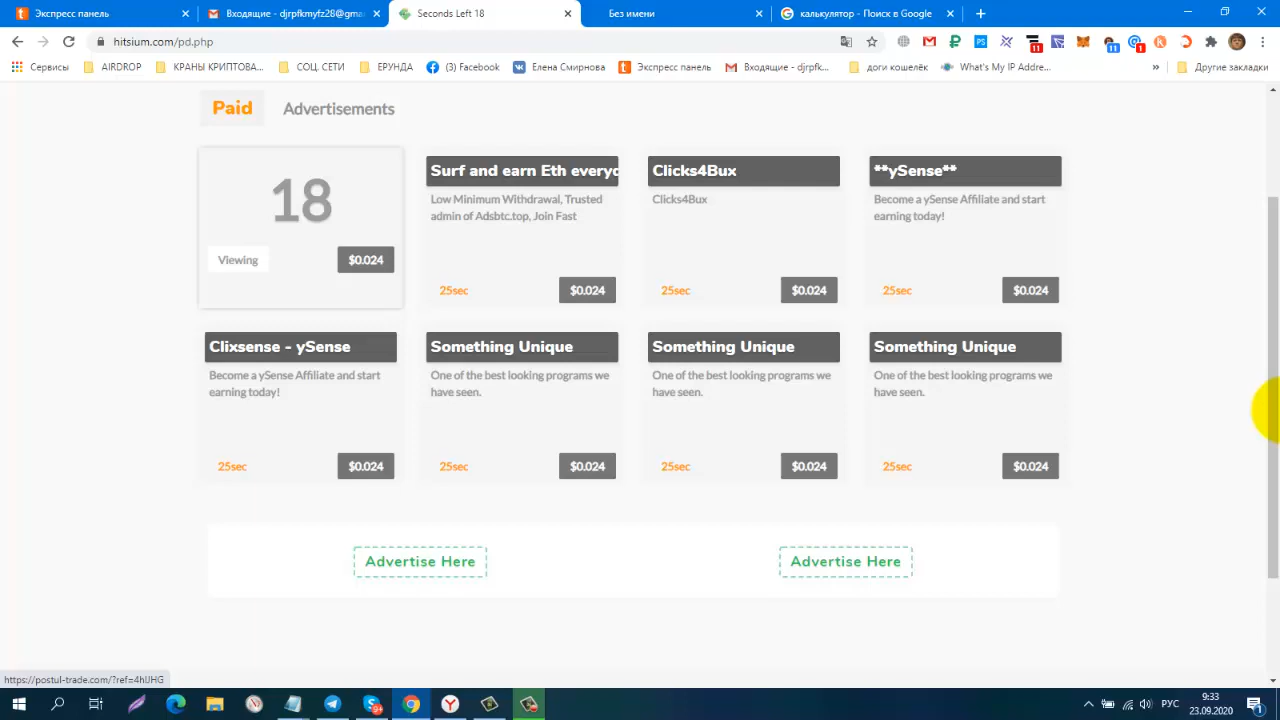 Экспресс панель
Входящие - djrpfkmyfz28@gma
Seconds Left 18
Без имени
калькулятор - Поиск в Google
hitsium.com/pd.php
11
11
1
Сервисы
AIRDROP
КРАНЫ КРИПТОВА...
СОЦ. СЕТИ
ЕРУНДА
(3) Facebook
Елена Смирнова
Экспресс панель
Входящие - djrpfk...
доги кошелёк
What's My IP Addre...
»
Другие закладки
Paid
Advertisements
18
Viewing
$0.024
Surf and earn Eth everyd
Low Minimum Withdrawal, Trusted
admin of Adsbtc.top, Join Fast
25sec
$0.024
Clicks4Bux
Clicks4Bux
25sec
$0.024
**ySense**
Become a ySense Affiliate and start
earning today!
25sec
$0.024
Clixsense - ySense
Become a ySense Affiliate and start
earning today!
25sec
$0.024
Something Unique
One of the best looking programs we
have seen.
25sec
$0.024
Something Unique
One of the best looking programs we
have seen.
25sec
$0.024
Something Unique
One of the best looking programs we
have seen.
25sec
$0.024
Advertise Here
Advertise Here
https://postul-trade.com/?ref=4hIJHG
РУС
9:33
23.09.2020